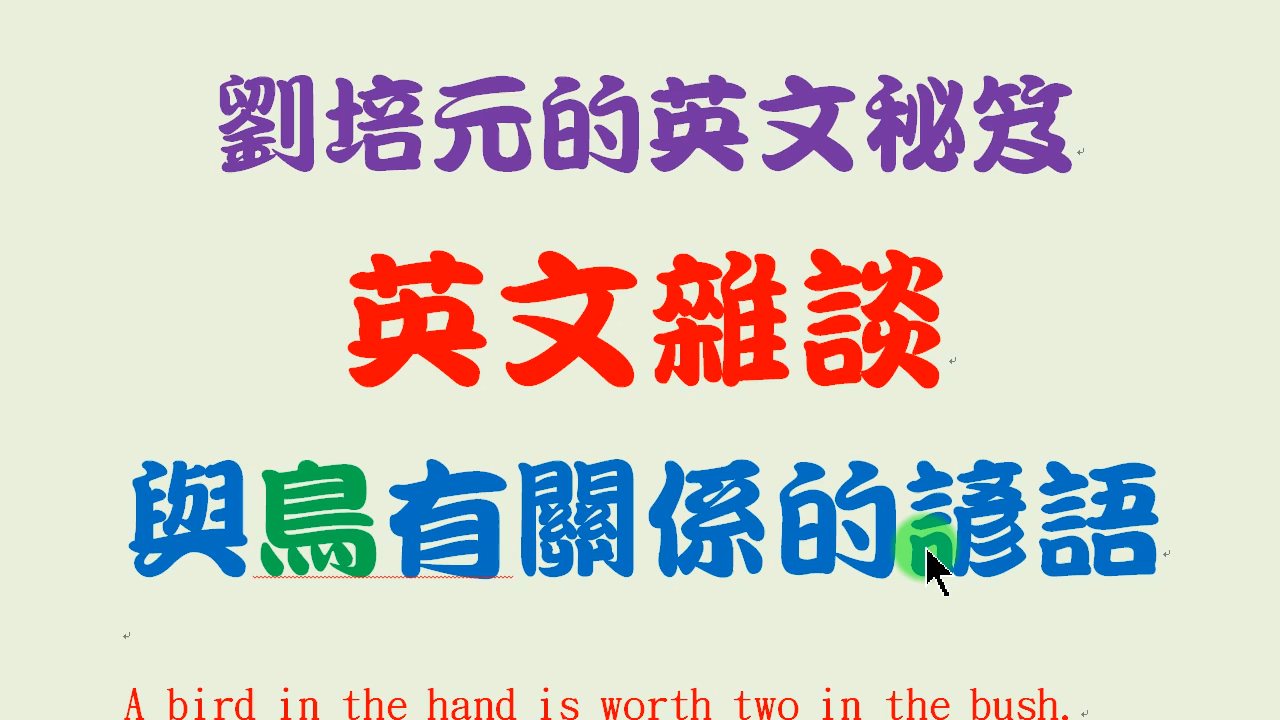 劉培元的英文秘笈
英文雜談
與鳥有關係的諺語
A bird in the hand is worth two in the bush.